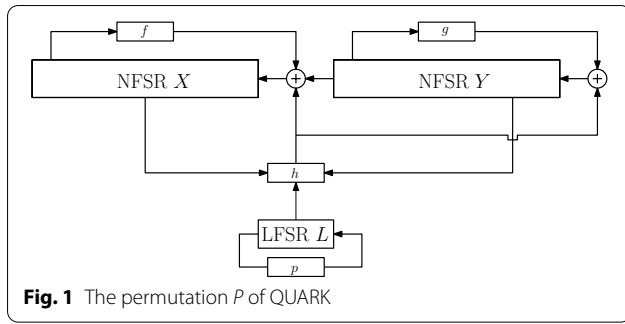 f
g
NFSR X
+
NFSR Y
+
h
LFSR L
p
Fig. 1 The permutation P of QUARK